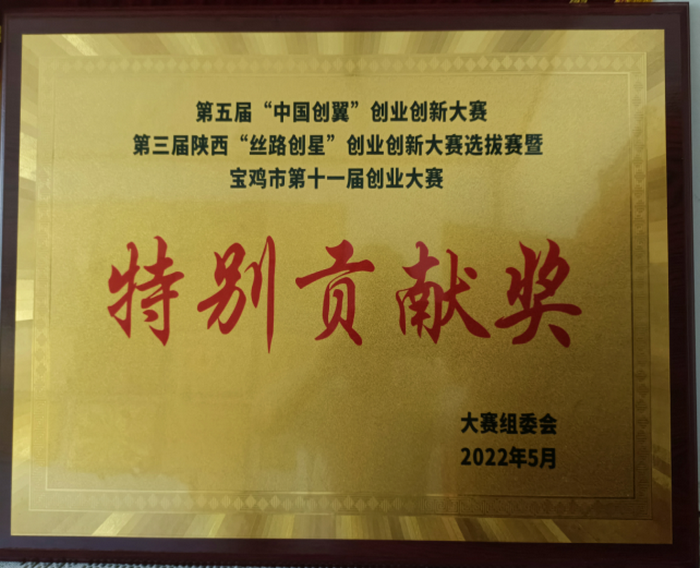 第五届“中国创翼”创业创新大赛
第三届陕西“丝路创星”创业创新大赛选拔赛暨
宝鸡市第十一届创业大赛
特别贡献奖
大赛组委会
2022年5月